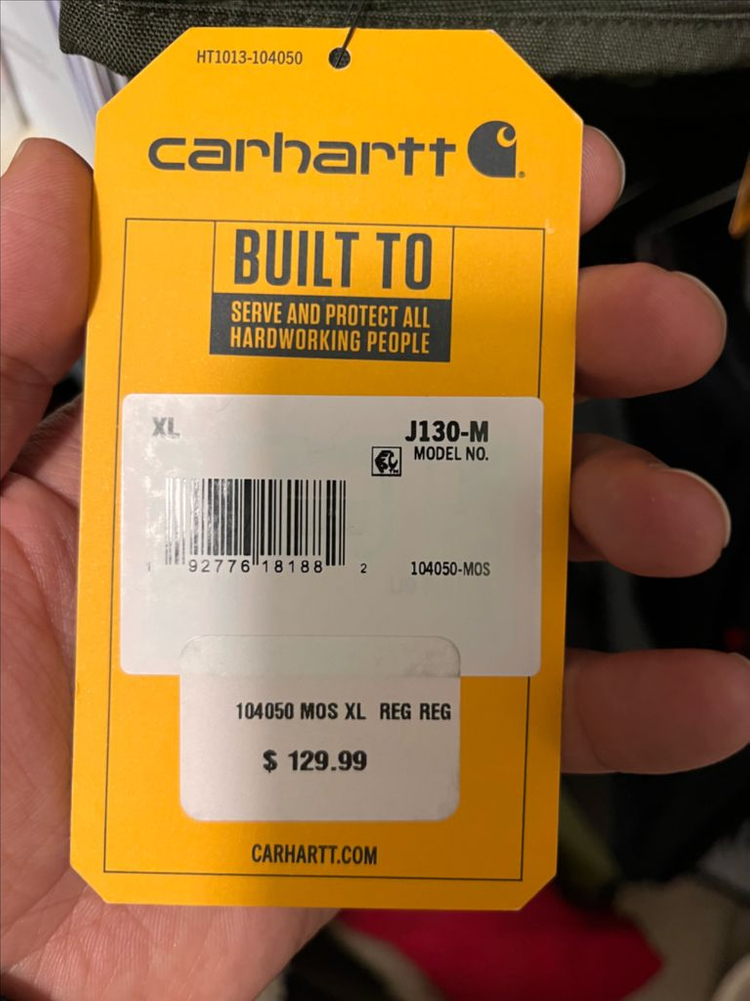 HT1013-104050
carhartt
BUILT TO
SERVE AND PROTECT ALL
HARDWORKING PEOPLE
XL
J130-M
MODEL NO.
1 92776 18188 2
104050-MOS
104050 MOS XL REG REG
$ 129.99
CARHARTT.COM